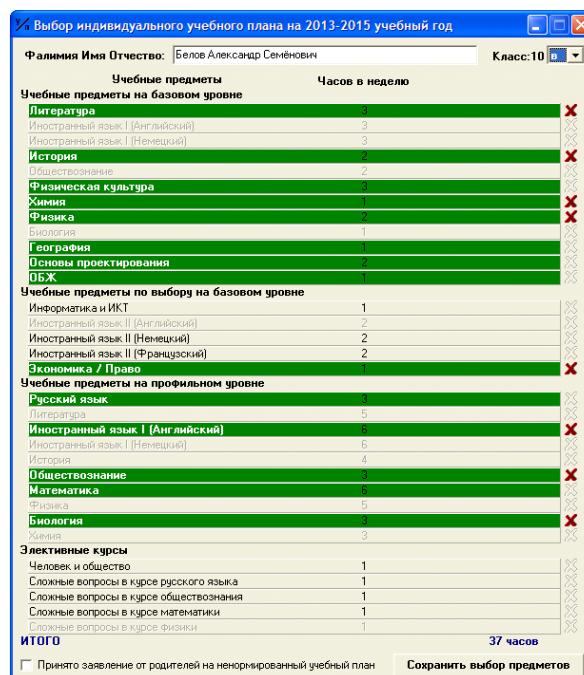 Выбор индивидуального учебного плана на 2013-2015 учебный год
Фалимия Имя Отчество: Белов Александр Семёнович Класс:10 в
Учебные предметы Часов в неделю
Учебные предметы на базовом уровне
Литература 3
Иностранный язык I (Английский) 3
Иностранный язык I (Немецкий) 3
История 2
Обществознание 2
Физическая культура 3
Химия 1
Физика 2
Биология 1
География 1
Основы проектирования 2
ОБЖ 1
Учебные предметы по выбору на базовом уровне
Информатика и ИКТ 1
Иностранный язык II (Английский) 2
Иностранный язык II (Немецкий) 2
Иностранный язык II (Французский) 2
Экономика / Право 1
Учебные предметы на профильном уровне
Русский язык 3
Литература 5
Иностранный язык I (Английский) 6
Иностранный язык I (Немецкий) 6
История 4
Обществознание 3
Математика 6
Физика 5
Биология 3
Химия 3
Элективные курсы
Человек и общество 1
Сложные вопросы в курсе русского языка 1
Сложные вопросы в курсе обществознания 1
Сложные вопросы в курсе математики 1
Сложные вопросы в курсе физики 1
ИТОГО 37 часов
Принято заявление от родителей на ненормированный учебный план Сохранить выбор предметов